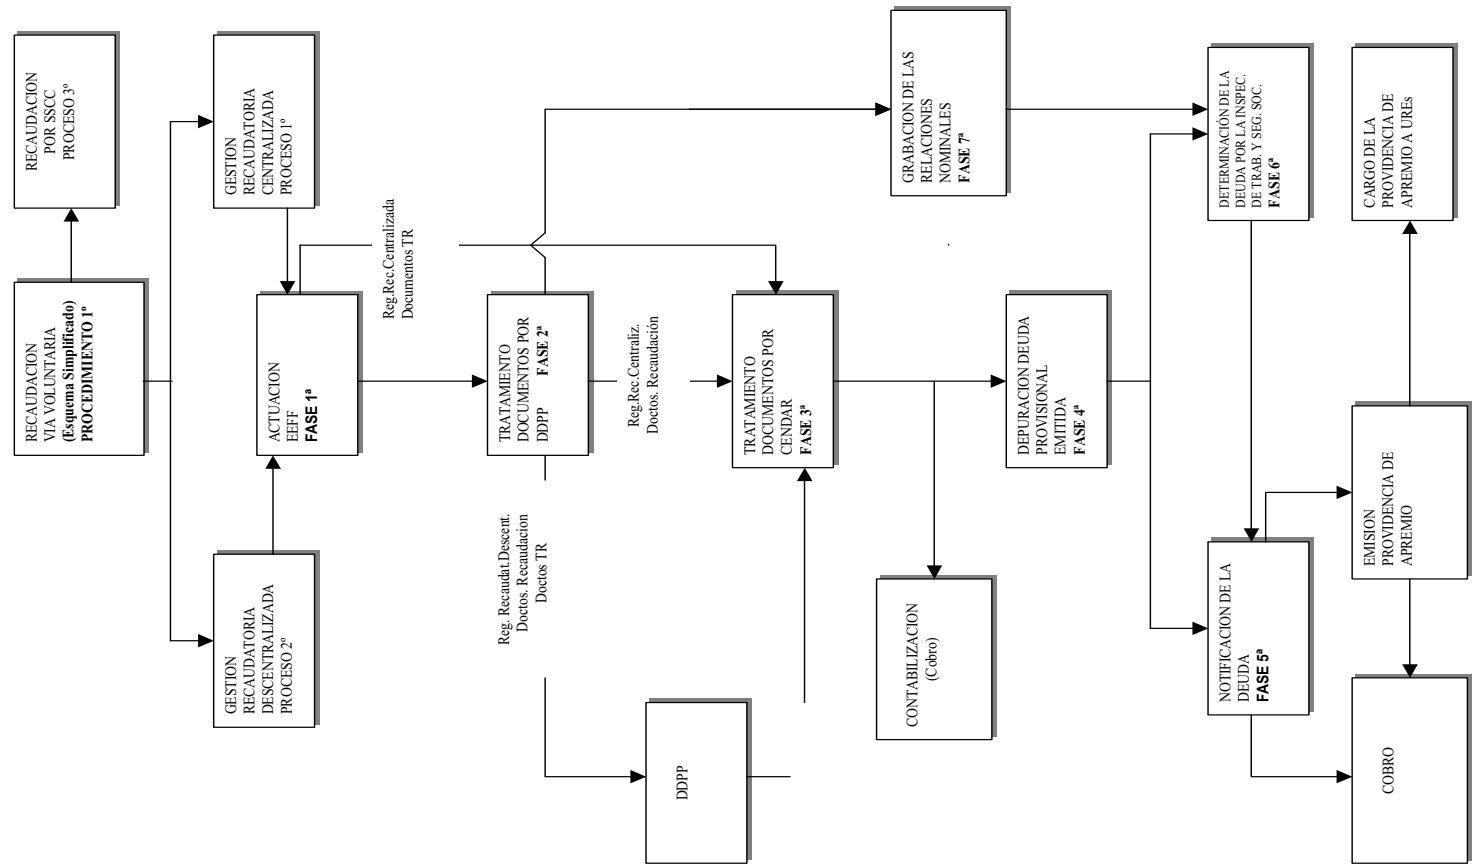 RECAUDACION
VIA VOLUNTARIA
(Esquema Simplificado)
PROCEDIMIENTO 1º
RECAUDACION
POR SSCC
PROCESO 3º
GESTION
RECAUDATORIA
CENTRALIZADA
PROCESO 1º
GESTION
RECAUDATORIA
DESCENTRALIZADA
PROCESO 2º
ACTUACION
EEFF
FASE 1ª
Reg.Rec.Centralizada
Documentos TR
TRATAMIENTO
DOCUMENTOS POR
DDPP FASE 2ª
Reg.Rec.Centraliz.
Doctos. Recaudación
Reg. Recaudat.Descent.
Doctos. Recaudacion
Doctos TR
DDPP
TRATAMIENTO
DOCUMENTOS POR
CENDAR
FASE 3ª
CONTABILIZACION
(Cobro)
GRABACION DE LAS
RELACIONES
NOMINALES
FASE 7ª
DEPURACION DEUDA
PROVISIONAL
EMITIDA
FASE 4ª
DETERMINACIÓN DE LA
DEUDA POR LA INSPEC.
DE TRAB. Y SEG. SOC.
FASE 6ª
NOTIFICACION DE LA
DEUDA
FASE 5ª
CARGO DE LA
PROVIDENCIA DE
APREMIO A UREs
EMISION
PROVIDENCIA DE
APREMIO
COBRO